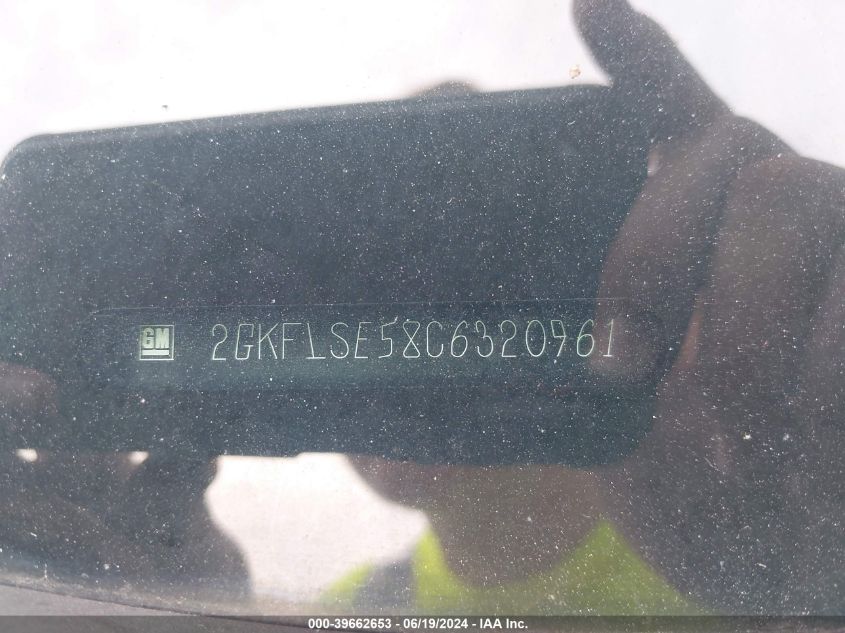 GM 2GKFLSE58C6320961
000-39662653 - 06/19/2024 - IAA Inc.